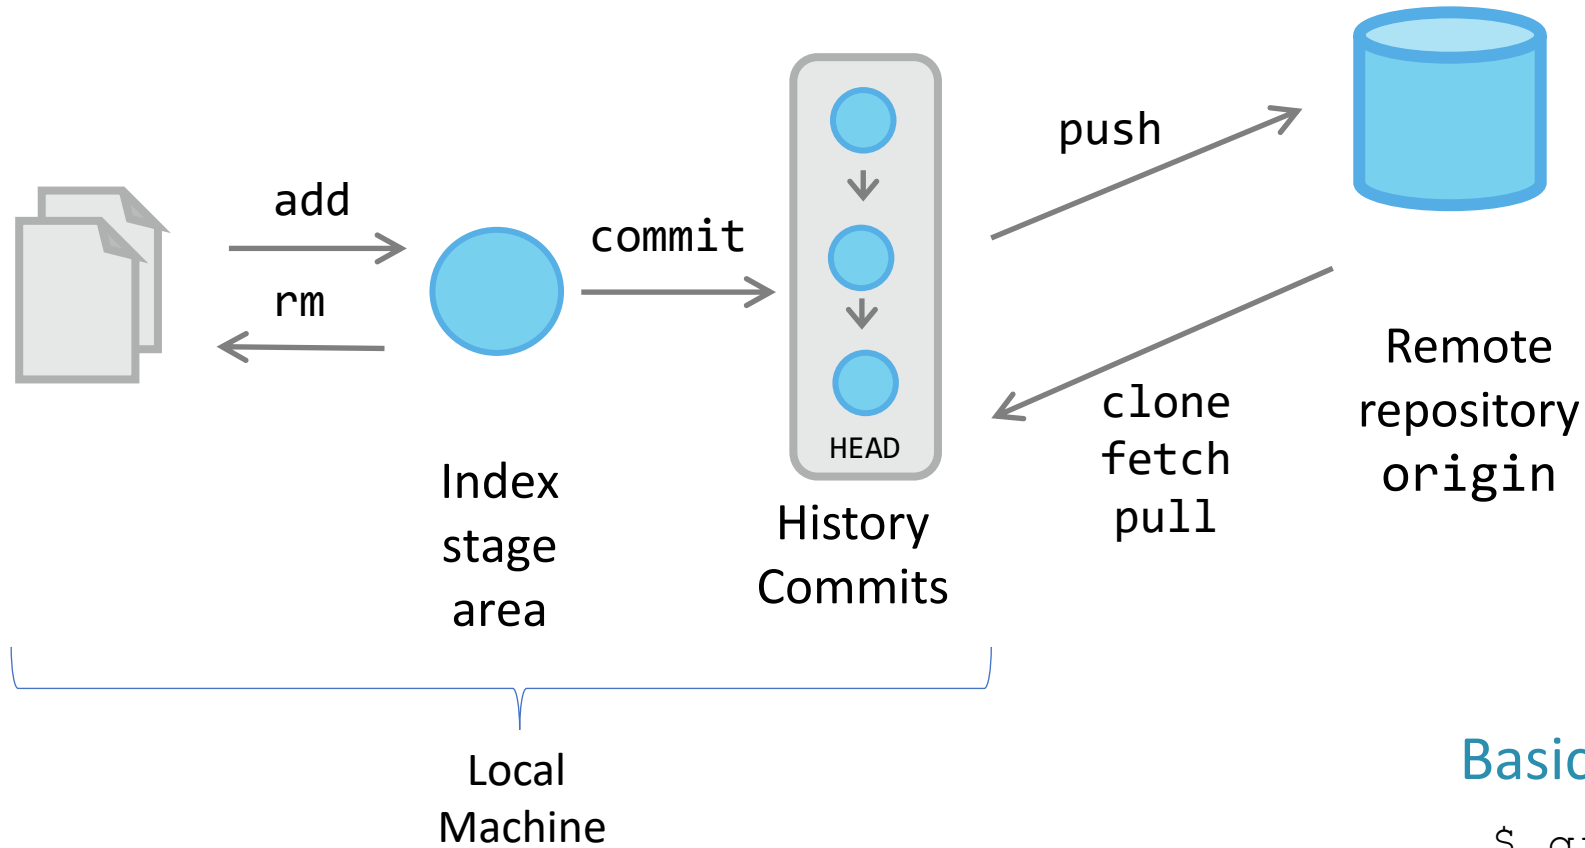 add
rm
commit
push
clone
fetch
pull
HEAD
Index
stage
area
History
Commits
Remote
repository
origin
Local
Machine
Basic
$